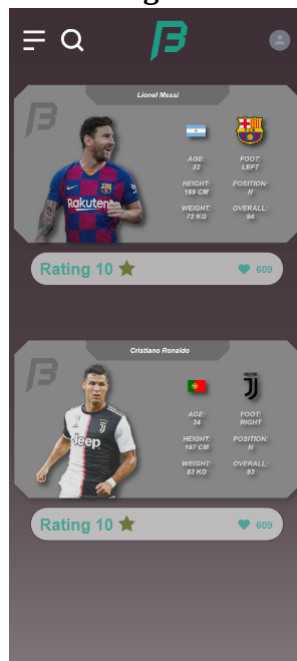 Lionel Messi
AGE: FOOT:
32 LEFT
HEIGHT: POSITION:
169 CM N
WEIGHT: OVERALL:
72 KG 94
Rakuten
Rating 10 609
Cristiano Ronaldo
AGE: FOOT:
34 RIGHT
HEIGHT: POSITION:
187 CM N
WEIGHT: OVERALL:
83 KG 93
Jeep
Rating 10 609